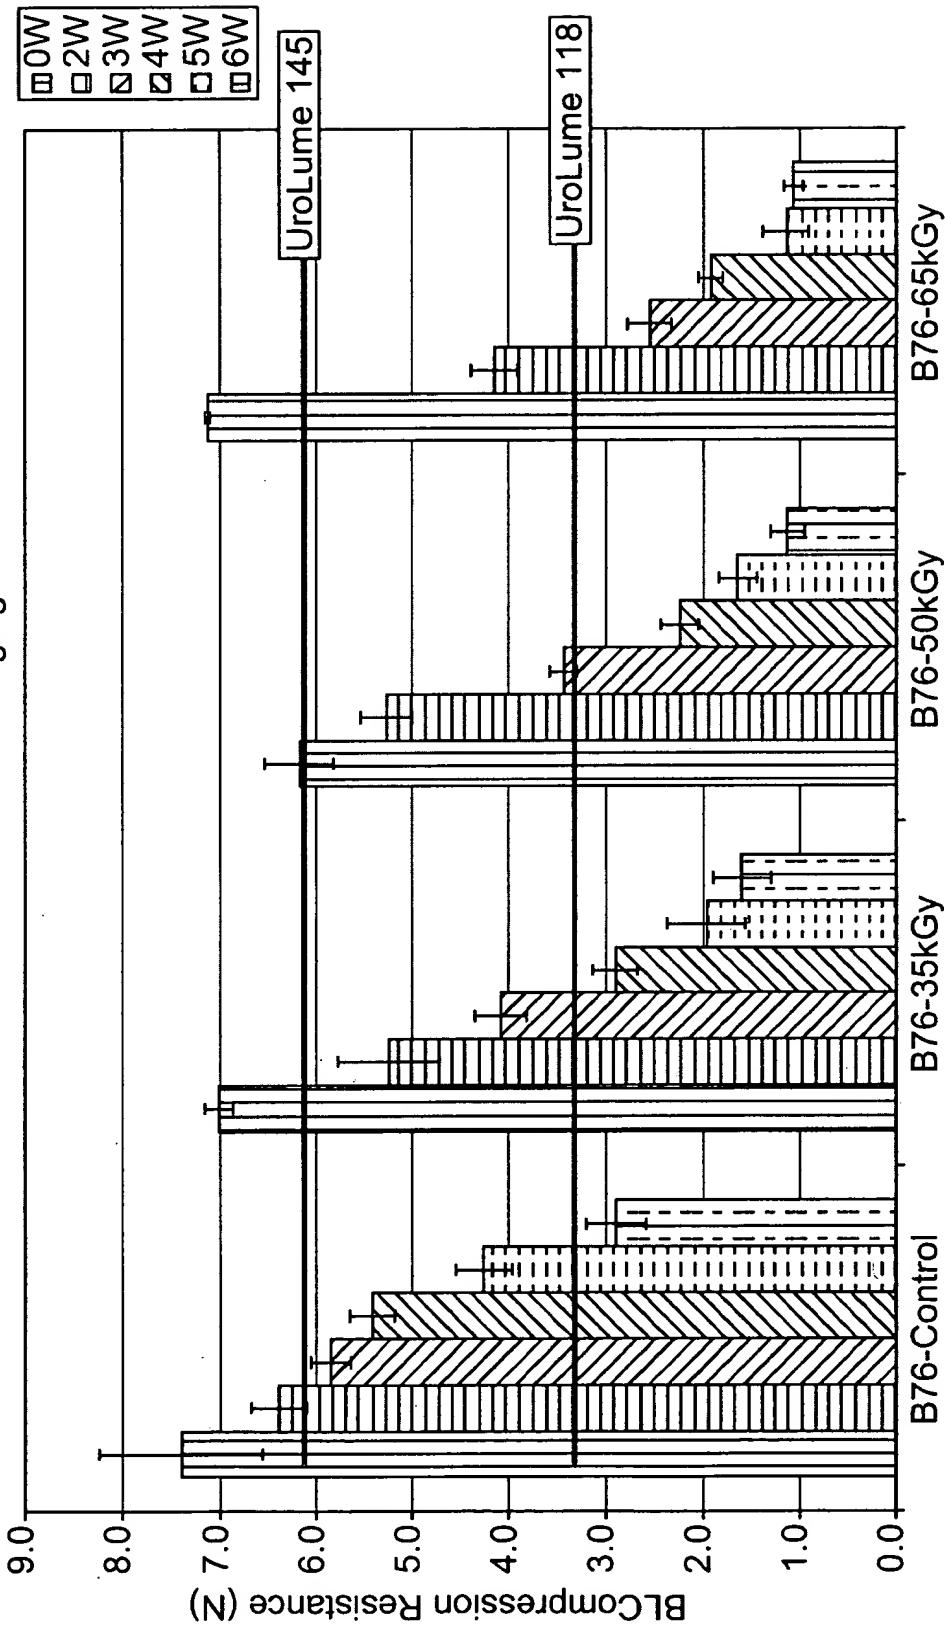 0W
2W
3W
4W
5W
6W
UroLume 145
UroLume 118
9.0
8.0
7.0
6.0
5.0
4.0
3.0
2.0
1.0
0.0
BLCompression Resistance (N)
B76-Control
B76-35kGy
B76-50kGy
B76-65kGy